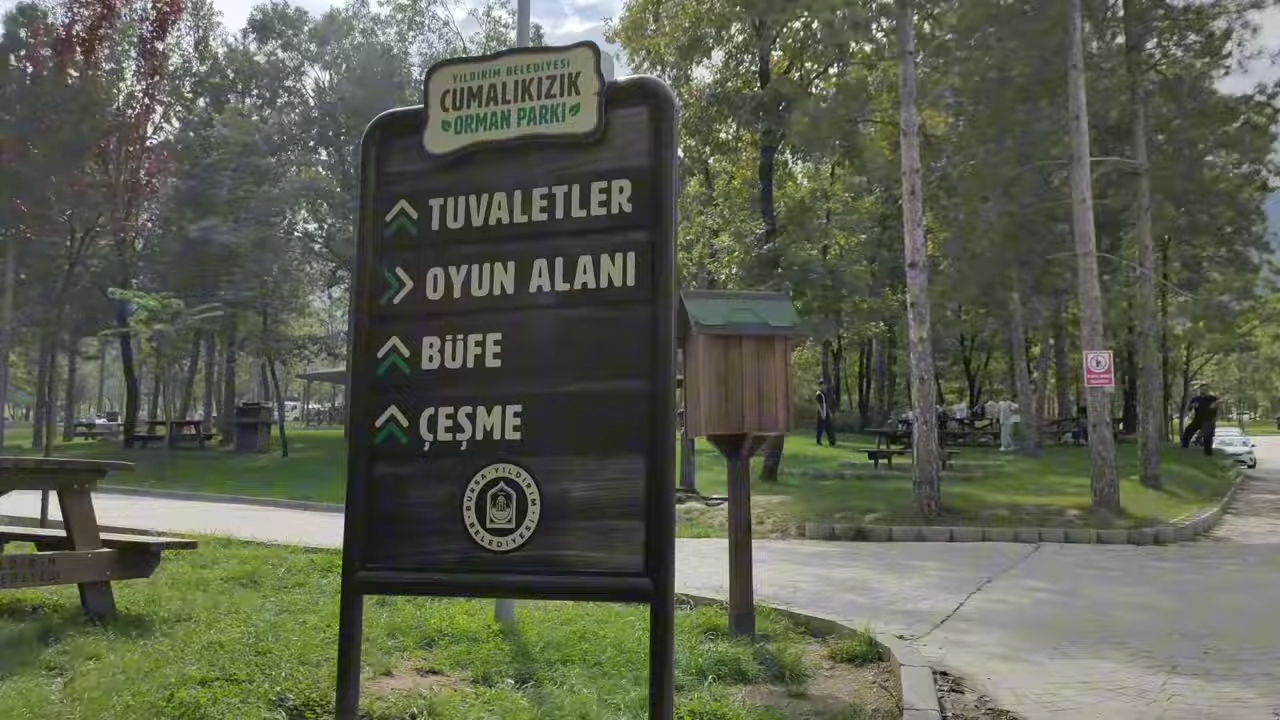 YILDIRIM BELEDİYESİ
CUMALIKIZIK
ORMAN PARKI
TUVALETLER
OYUN ALANI
BÜFE
ÇEŞME
BURSA · YILDIRIM
BELEDİYESİ